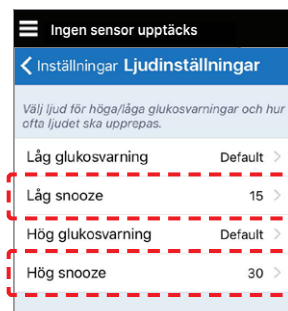 Ingen sensor upptäcks
Inställningar Ljudinställningar
Välj ljud för höga/låga glukosvarningar och hur
ofta ljudet ska upprepas.
Låg glukosvarning Default
Låg snooze 15
Hög glukosvarning Default
Hög snooze 30